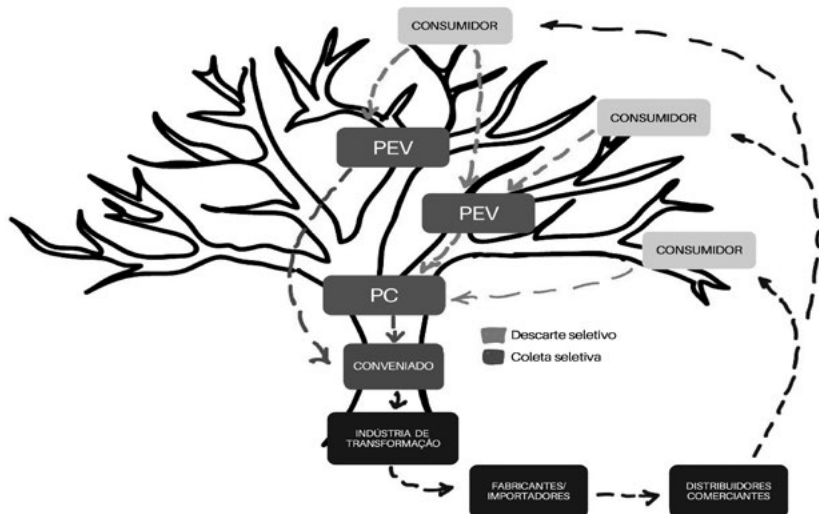 CONSUMIDOR
CONSUMIDOR
PEV
PEV
CONSUMIDOR
PC
Descarte seletivo
Coleta seletiva
CONVENIADO
INDÚSTRIA DE
TRANSFORMAÇÃO
FABRICANTES/
IMPORTADORES
DISTRIBUIDORES
COMERCIANTES